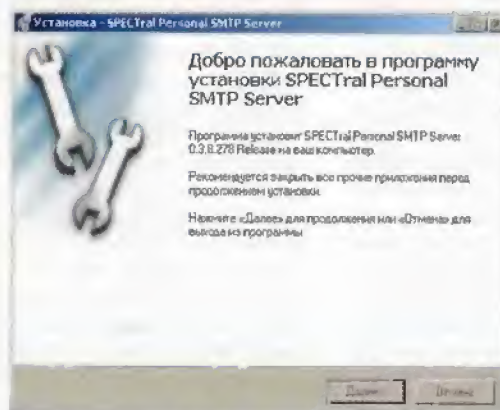 Установка - SPECTral Personal SMTP Server
Добро пожаловать в программу
установки SPECTral Personal
SMTP Server
Программа установит SPECTral Personal SMTP Server
0.3.8.278 Release на ваш компьютер.
Рекомендуется закрыть все прочие приложения перед
продолжением установки.
Нажмите «Далее» для продолжения или «Отмена» для
выхода из программы
Далее
Отмена